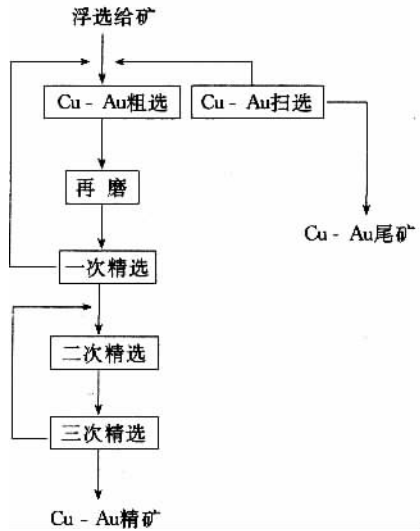 浮选给矿
Cu - Au粗选
Cu - Au扫选
再 磨
Cu - Au尾矿
一次精选
二次精选
三次精选
Cu - Au精矿